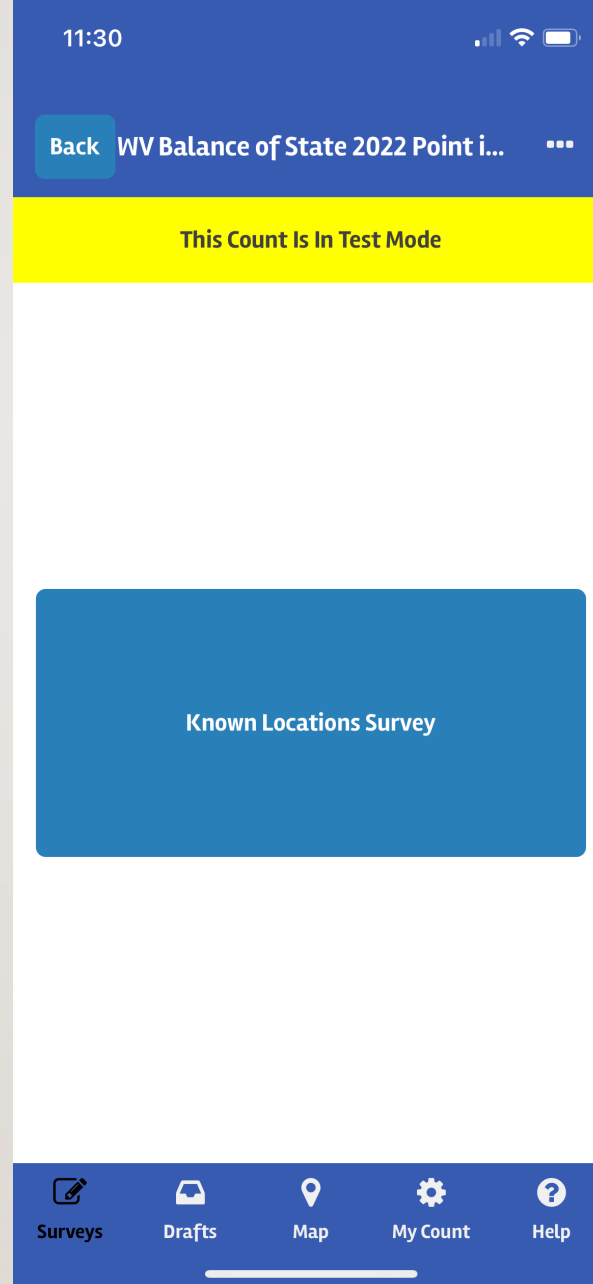 11:30
Back WV Balance of State 2022 Point i...
This Count Is In Test Mode
Known Locations Survey
Surveys Drafts Map My Count Help